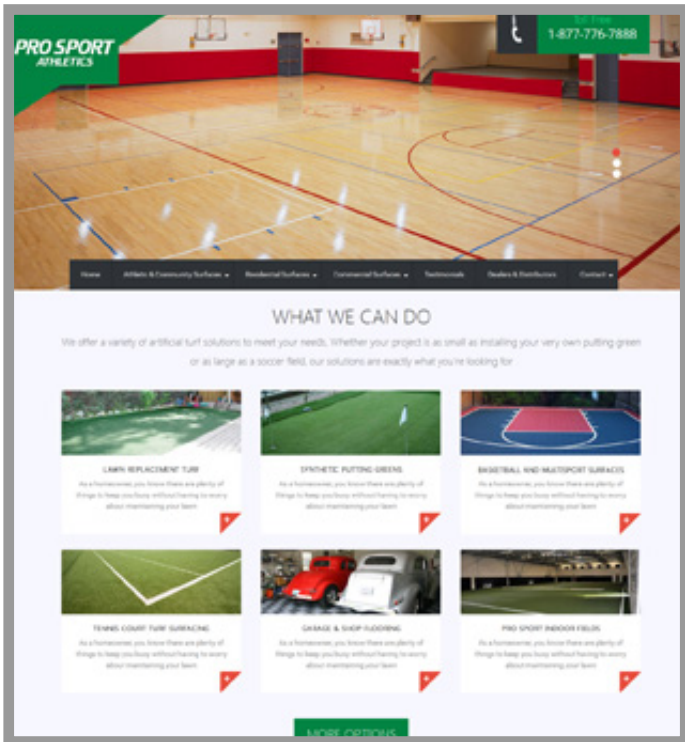 Toll Free
1-877-776-7888
PRO SPORT
ATHLETICS
Home Athletic & Community Surfaces Residential Surfaces Commercial Surfaces Testimonials Dealers & Distributors Contact
WHAT WE CAN DO
We offer a variety of artificial turf solutions to meet your needs. Whether your project is as small as installing your very own putting green
or as large as a soccer field, our solutions are exactly what you're looking for
LAWN REPLACEMENT TURF
As a homeowner, you know there are plenty of
things to keep you busy without having to worry
about maintaining your lawn
SYNTHETIC PUTTING GREENS
As a homeowner, you know there are plenty of
things to keep you busy without having to worry
about maintaining your lawn
BASKETBALL AND MULTISPORT SURFACES
As a homeowner, you know there are plenty of
things to keep you busy without having to worry
about maintaining your lawn
TENNIS COURT TURF SURFACING
As a homeowner, you know there are plenty of
things to keep you busy without having to worry
about maintaining your lawn
GARAGE & SHOP FLOORING
As a homeowner, you know there are plenty of
things to keep you busy without having to worry
about maintaining your lawn
PRO SPORT INDOOR FIELDS
As a homeowner, you know there are plenty of
things to keep you busy without having to worry
about maintaining your lawn
MORE OPTIONS